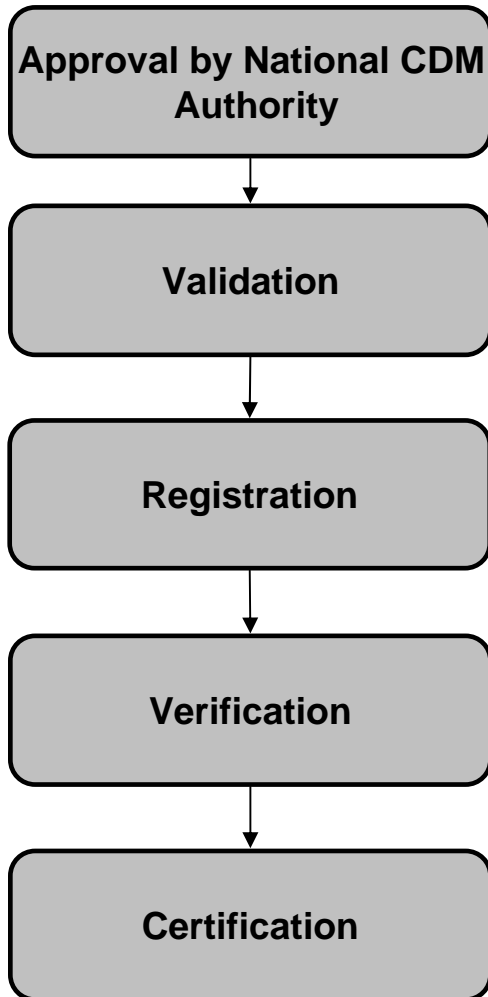 Approval by National CDM
Authority
Validation
Registration
Verification
Certification